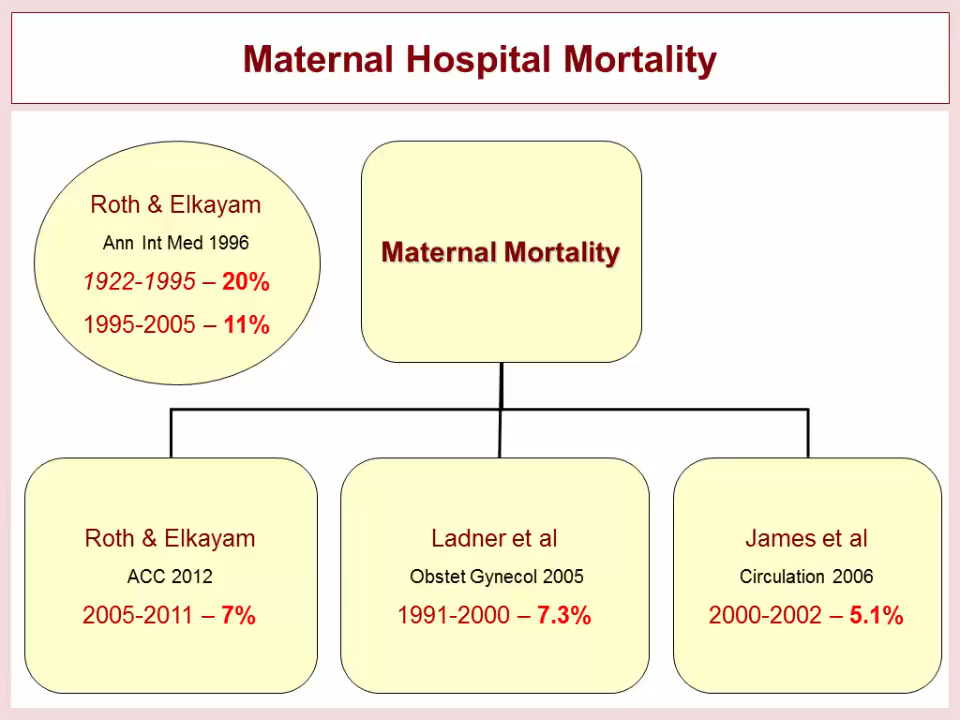 Maternal Hospital Mortality
Roth & Elkayam
Ann Int Med 1996
1922-1995 – 20%
1995-2005 – 11%
Maternal Mortality
Roth & Elkayam
ACC 2012
2005-2011 – 7%
Ladner et al
Obstet Gynecol 2005
1991-2000 – 7.3%
James et al
Circulation 2006
2000-2002 – 5.1%